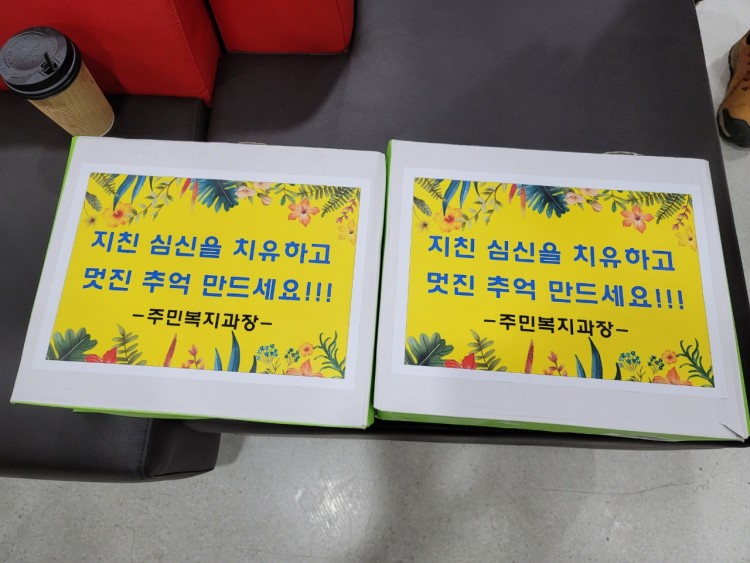 지친 심신을 치유하고
멋진 추억 만드세요!!!
-주민복지과장-
지친 심신을 치유하고
멋진 추억 만드세요!!!
-주민복지과장-